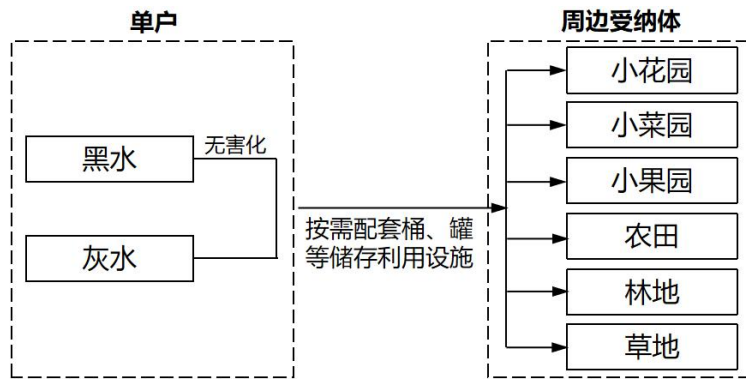 单户
周边受纳体
黑水
无害化
灰水
按需配套桶、罐
等储存利用设施
小花园
小菜园
小果园
农田
林地
草地